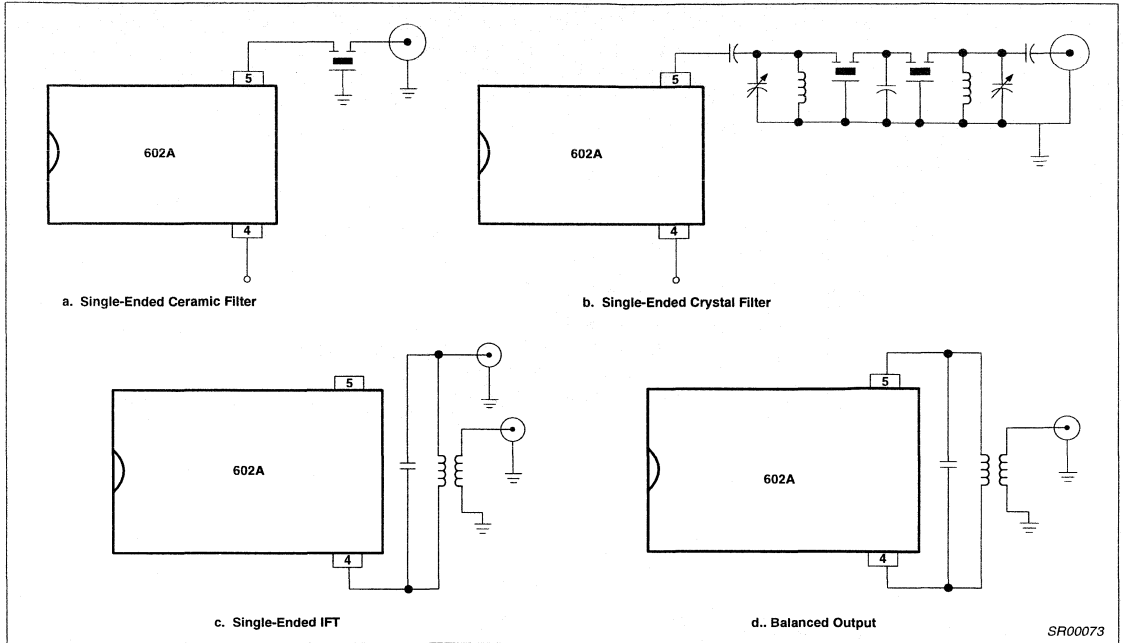 5
602A
4
a. Single-Ended Ceramic Filter
5
602A
4
b. Single-Ended Crystal Filter
5
602A
4
c. Single-Ended IFT
5
602A
4
d.. Balanced Output
SR00073